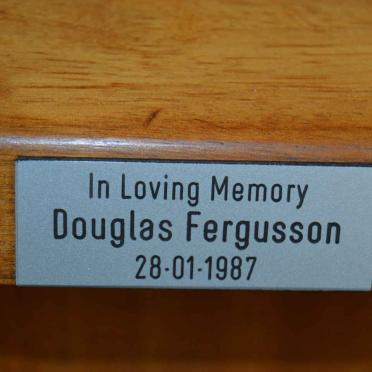 In Loving Memory
Douglas Fergusson
28-01-1987